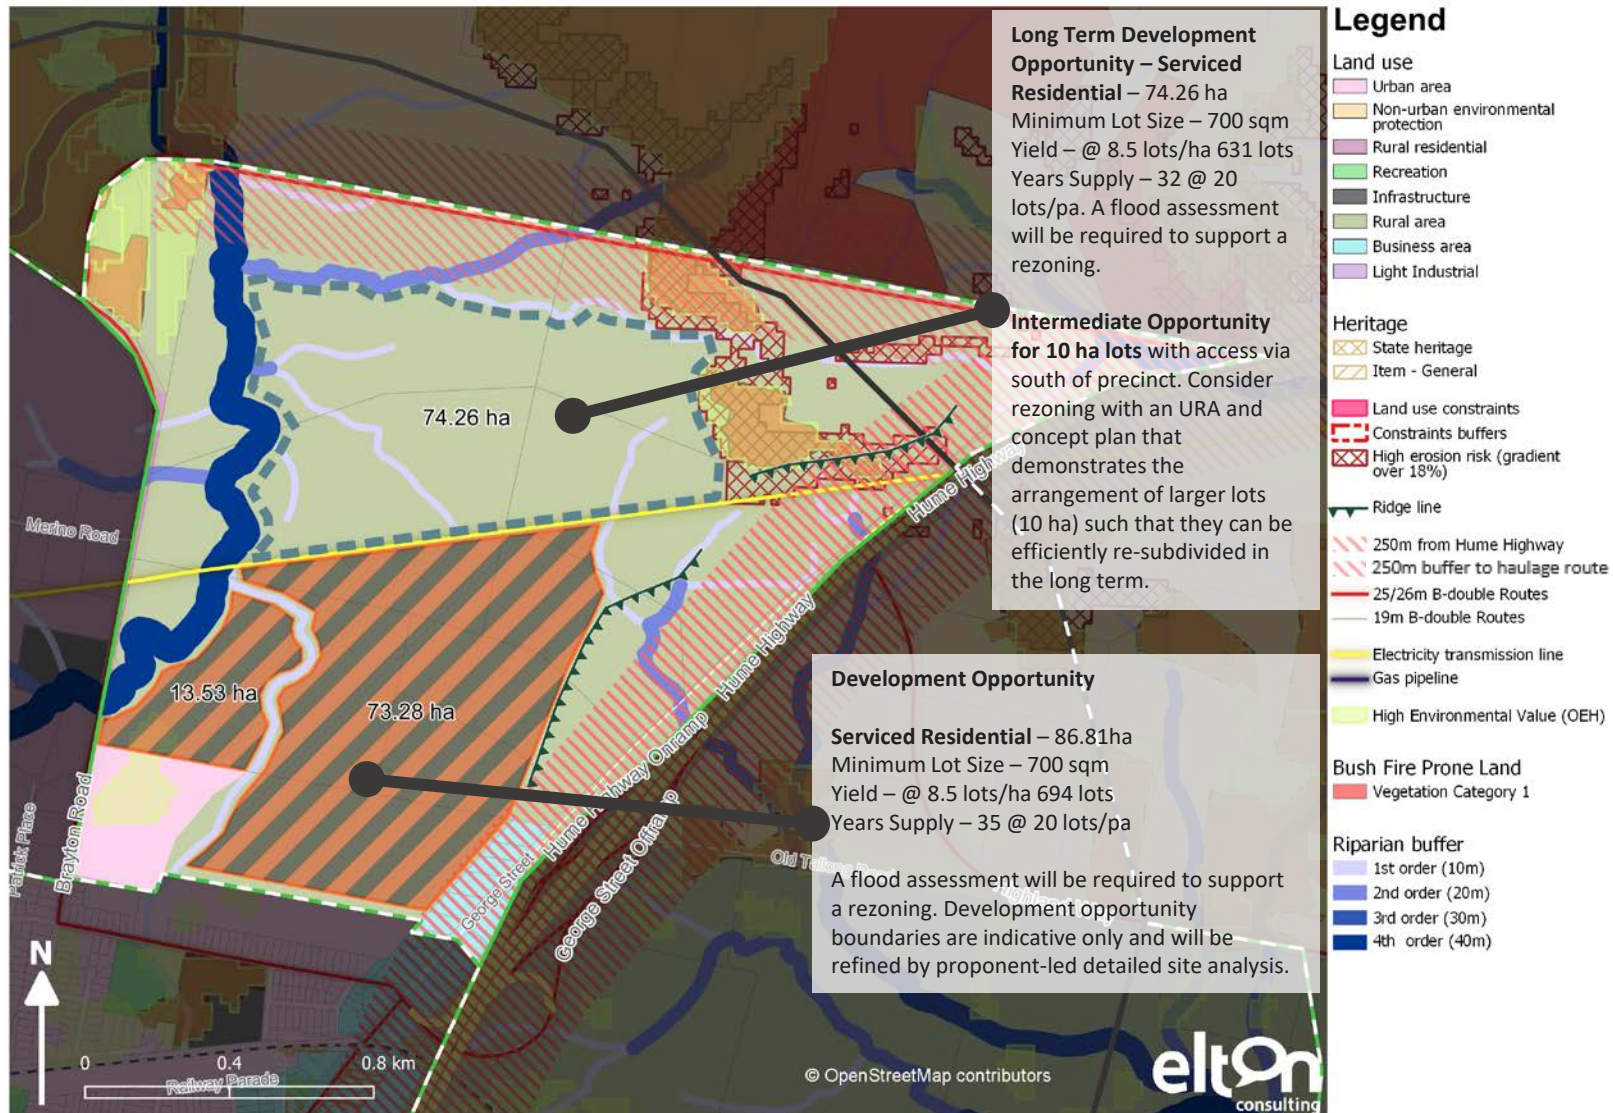 Long Term Development
Opportunity – Serviced
Residential – 74.26 ha
Minimum Lot Size – 700 sqm
Yield – @ 8.5 lots/ha 631 lots
Years Supply – 32 @ 20
lots/pa. A flood assessment
will be required to support a
rezoning.
Intermediate Opportunity
for 10 ha lots with access via
south of precinct. Consider
rezoning with an URA and
concept plan that
demonstrates the
arrangement of larger lots
(10 ha) such that they can be
efficiently re-subdivided in
the long term.
74.26 ha
Merino Road
13.53 ha
73.28 ha
Hume Highway
Hume Highway
Hume Highway Onramp
George Street Offramp
George Street
Brayton Road
Patrick Place
Old Tallong
Highland Way
Railway Parade
Development Opportunity
Serviced Residential – 86.81ha
Minimum Lot Size – 700 sqm
Yield – @ 8.5 lots/ha 694 lots
Years Supply – 35 @ 20 lots/pa
A flood assessment will be required to support
a rezoning. Development opportunity
boundaries are indicative only and will be
refined by proponent-led detailed site analysis.
N
0 0.4 0.8 km
© OpenStreetMap contributors
elton
consulting
Legend
Land use
Urban area
Non-urban environmental
protection
Rural residential
Recreation
Infrastructure
Rural area
Business area
Light Industrial
Heritage
State heritage
Item - General
Land use constraints
Constraints buffers
High erosion risk (gradient
over 18%)
Ridge line
250m from Hume Highway
250m buffer to haulage route
25/26m B-double Routes
19m B-double Routes
Electricity transmission line
Gas pipeline
High Environmental Value (OEH)
Bush Fire Prone Land
Vegetation Category 1
Riparian buffer
1st order (10m)
2nd order (20m)
3rd order (30m)
4th order (40m)